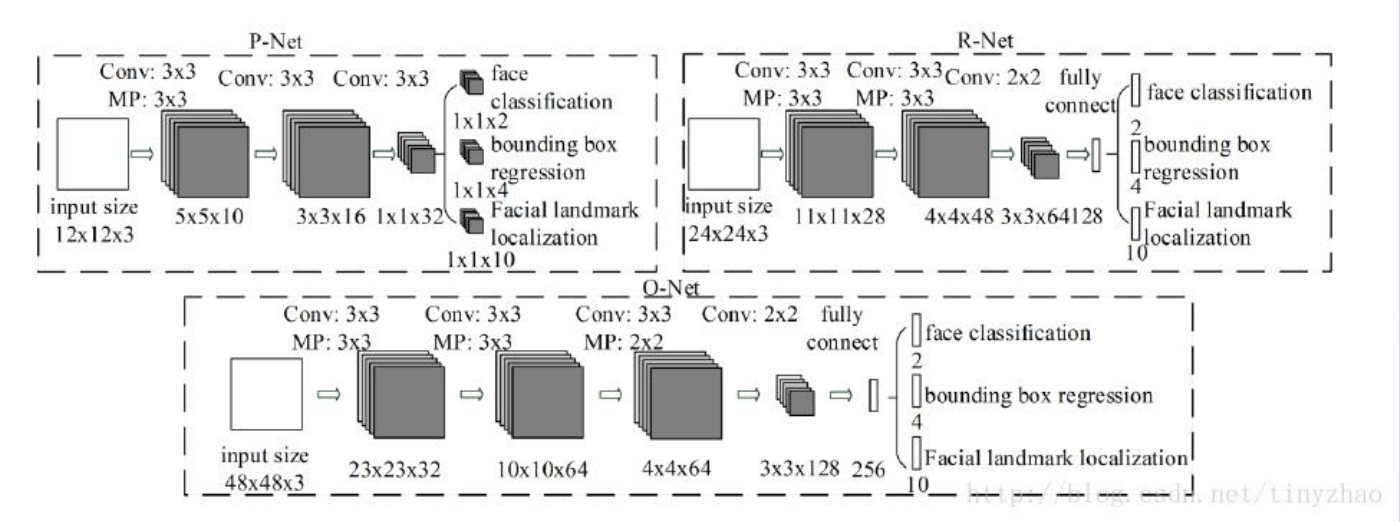 P-Net
Conv: 3x3
MP: 3x3
Conv: 3x3
Conv: 3x3
input size
12x12x3
5x5x10
3x3x16
1x1x32
face
classification
1x1x2
bounding box
regression
1x1x4
Facial landmark
localization
1x1x10
R-Net
Conv: 3x3
MP: 3x3
Conv: 3x3
MP: 3x3
Conv: 2x2
fully
connect
input size
24x24x3
11x11x28
4x4x48
3x3x64
128
face classification
2
bounding box
regression
4
Facial landmark
localization
10
O-Net
Conv: 3x3
MP: 3x3
Conv: 3x3
MP: 3x3
Conv: 3x3
MP: 2x2
Conv: 2x2
fully
connect
input size
48x48x3
23x23x32
10x10x64
4x4x64
3x3x128
256
face classification
2
bounding box regression
4
Facial landmark localization
10
http://blog.csdn.net/tinyzhao